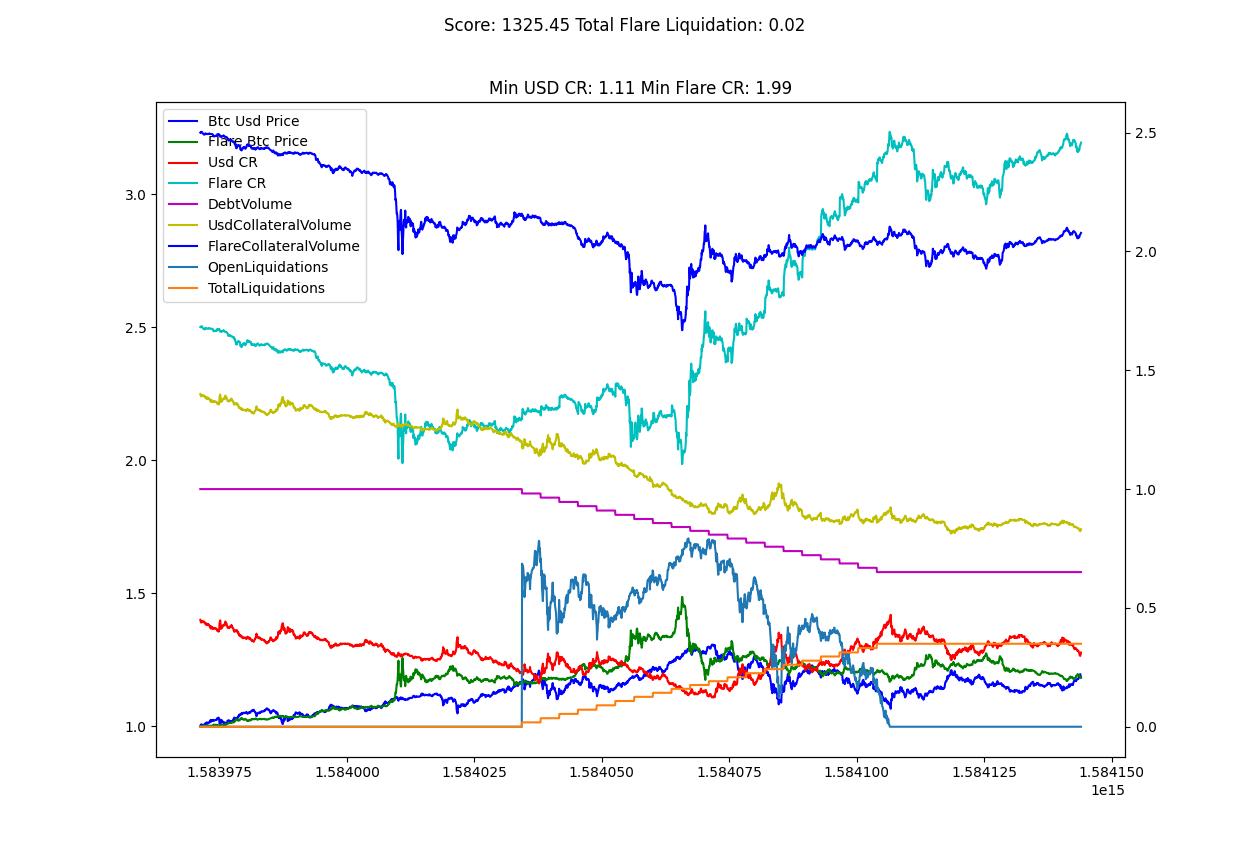 Score: 1325.45 Total Flare Liquidation: 0.02
Min USD CR: 1.11 Min Flare CR: 1.99
Btc Usd Price
Flare Btc Price
Usd CR
Flare CR
DebtVolume
UsdCollateralVolume
FlareCollateralVolume
OpenLiquidations
TotalLiquidations
3.0
2.5
2.0
1.5
1.0
2.5
2.0
1.5
1.0
0.5
0.0
1.583975 1.584000 1.584025 1.584050 1.584075 1.584100 1.584125 1.584150
1e15